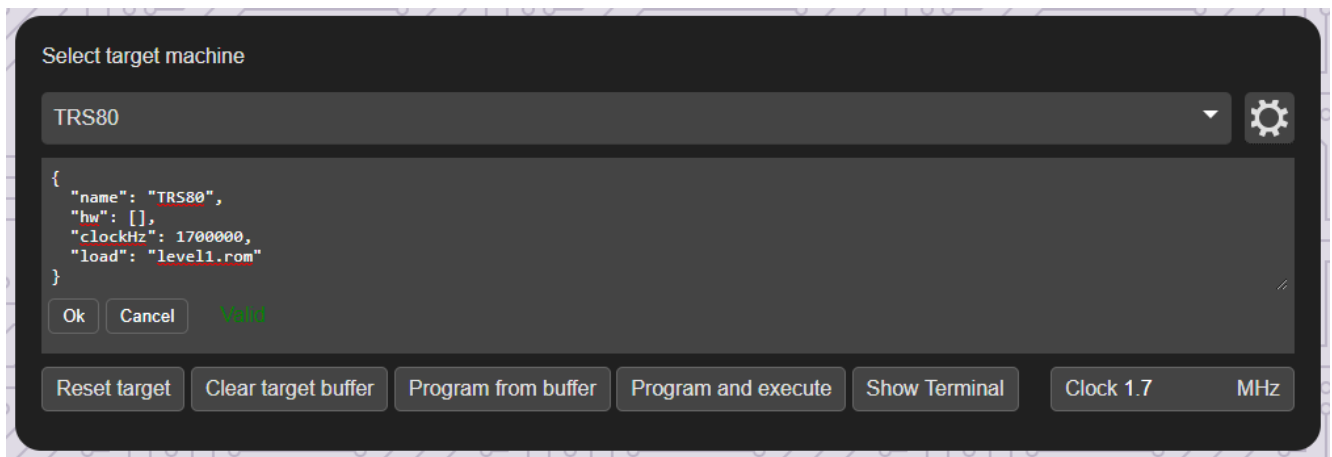 Select target machine
TRS80
{
  "name": "TRS80",
  "hw": [],
  "clockHz": 1700000,
  "load": "level1.rom"
}
Ok Cancel Valid
Reset target Clear target buffer Program from buffer Program and execute Show Terminal Clock 1.7 MHz